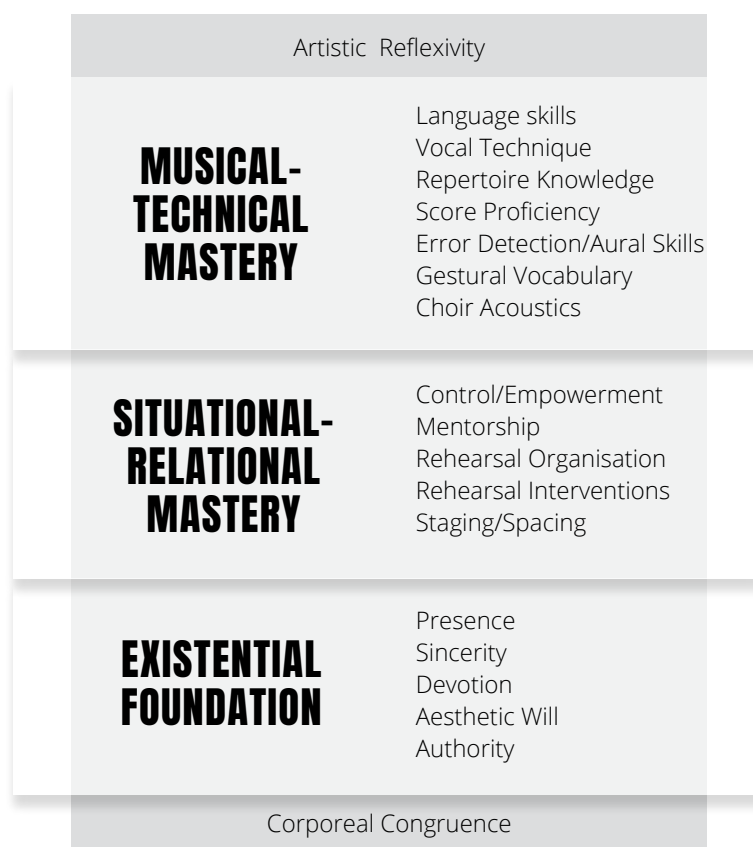 Artistic Reflexivity
MUSICAL-
TECHNICAL
MASTERY
Language skills
Vocal Technique
Repertoire Knowledge
Score Proficiency
Error Detection/Aural Skills
Gestural Vocabulary
Choir Acoustics
SITUATIONAL-
RELATIONAL
MASTERY
Control/Empowerment
Mentorship
Rehearsal Organisation
Rehearsal Interventions
Staging/Spacing
EXISTENTIAL
FOUNDATION
Presence
Sincerity
Devotion
Aesthetic Will
Authority
Corporeal Congruence